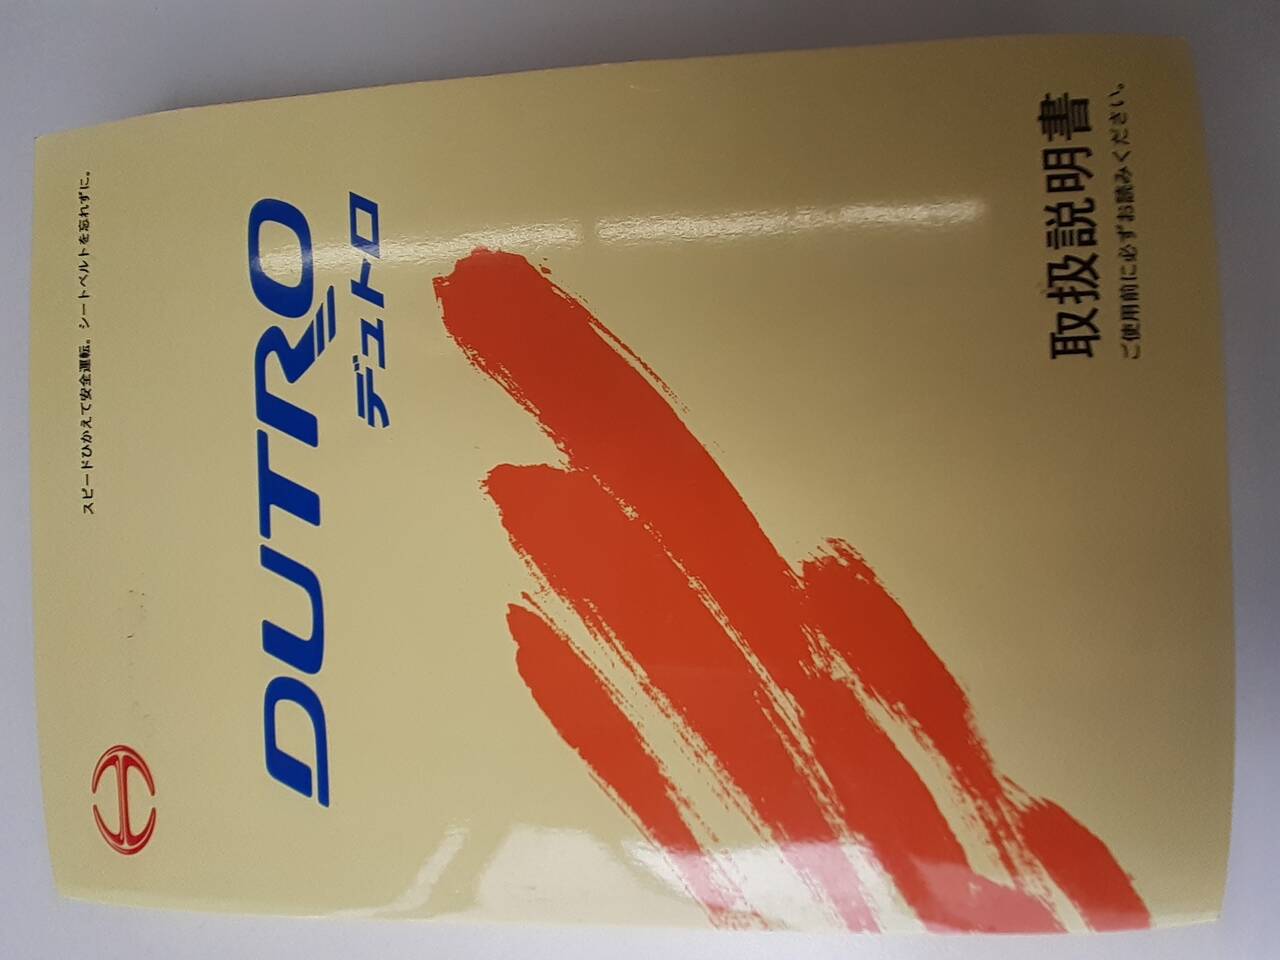 スピードひかえて安全運転。シートベルトを忘れずに。
DUTRO
デュトロ
取扱説明書
ご使用前に必ずお読みください。